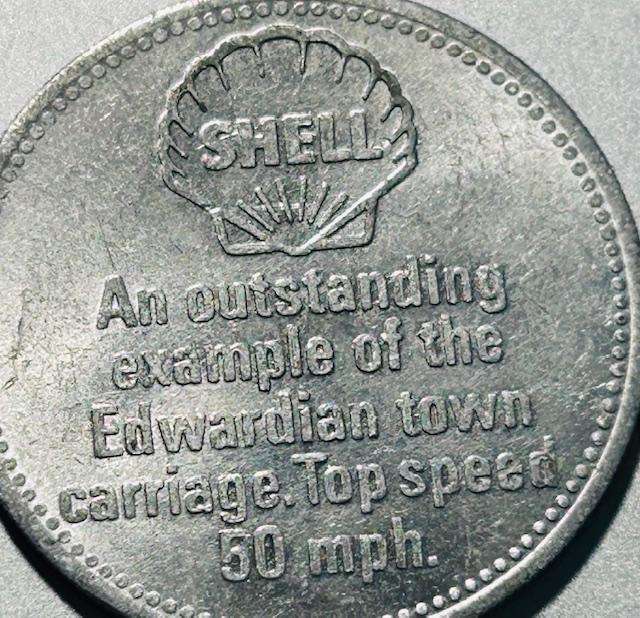 SHELL
An outstanding
example of the
Edwardian town
carriage. Top speed
50 mph.